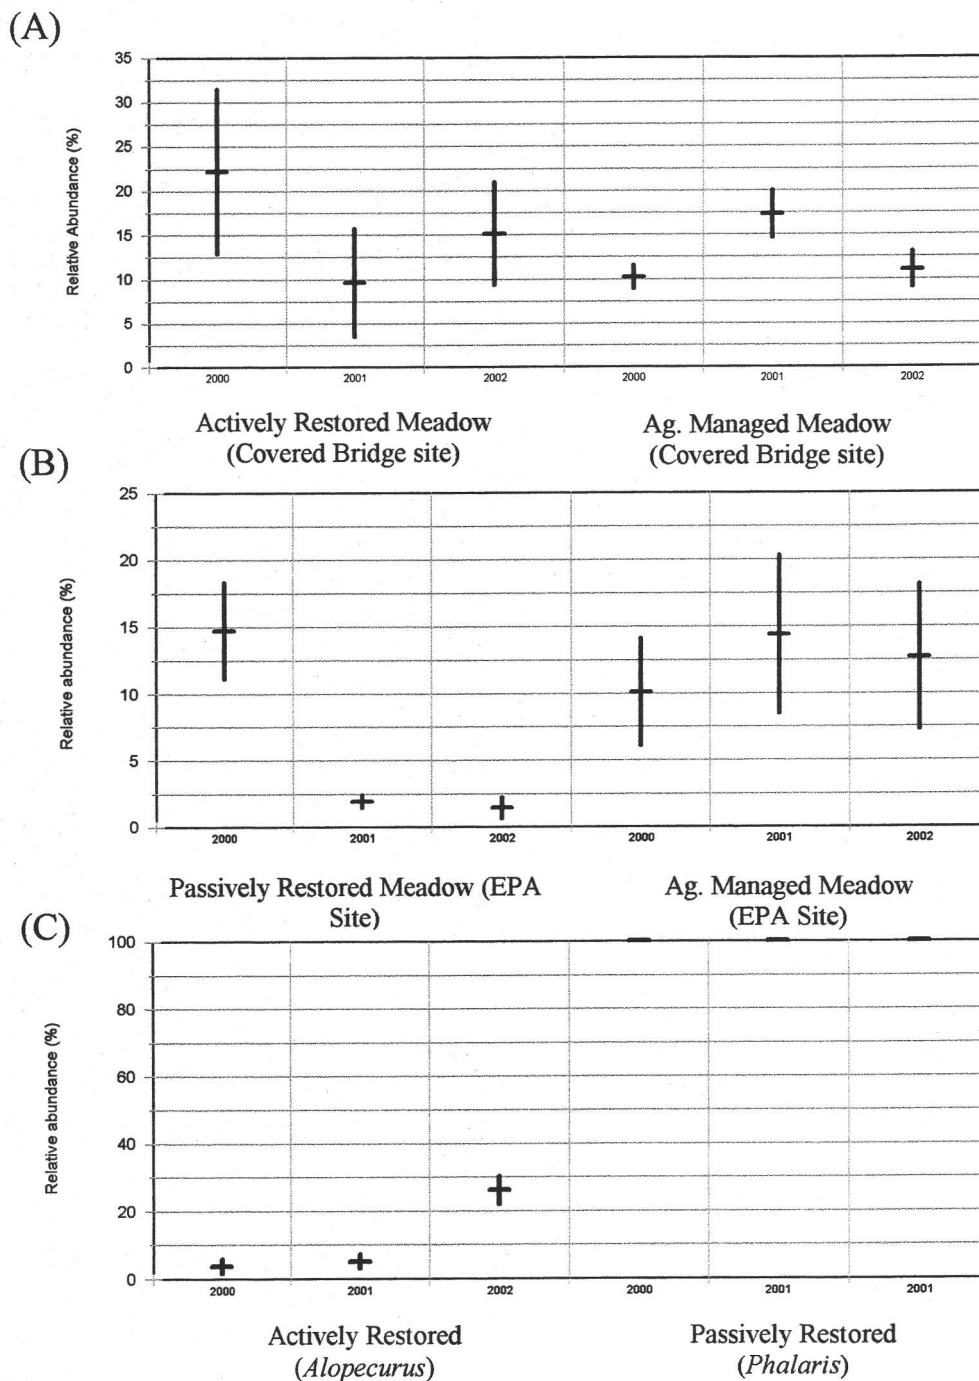 (A)
35
30
25
20
15
10
5
0
Relative Abundance (%)
2000 2001 2002 2000 2001 2002
Actively Restored Meadow Ag. Managed Meadow
(Covered Bridge site) (Covered Bridge site)
(B)
25
20
15
10
5
0
Relative abundance (%)
2000 2001 2002 2000 2001 2002
Passively Restored Meadow (EPA Ag. Managed Meadow
Site) (EPA Site)
(C)
100
80
60
40
20
0
Relative abundance (%)
2000 2001 2002 2000 2001 2001
Actively Restored Passively Restored
(Alopecurus) (Phalaris)